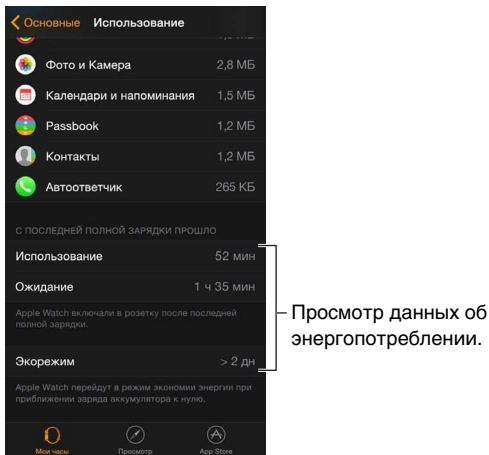 Основные Использование
Фото и Камера 2,8 МБ
Календари и напоминания 1,5 МБ
Passbook 1,2 МБ
Контакты 1,2 МБ
Автоответчик 265 КБ
С ПОСЛЕДНЕЙ ПОЛНОЙ ЗАРЯДКИ ПРОШЛО
Использование 52 мин
Ожидание 1 ч 35 мин
Apple Watch включали в розетку после последней
полной зарядки.
Экорежим > 2 дн
Apple Watch перейдут в режим экономии энергии при
приближении заряда аккумулятора к нулю.
Мои часы Просмотр App Store
Просмотр данных об
энергопотреблении.